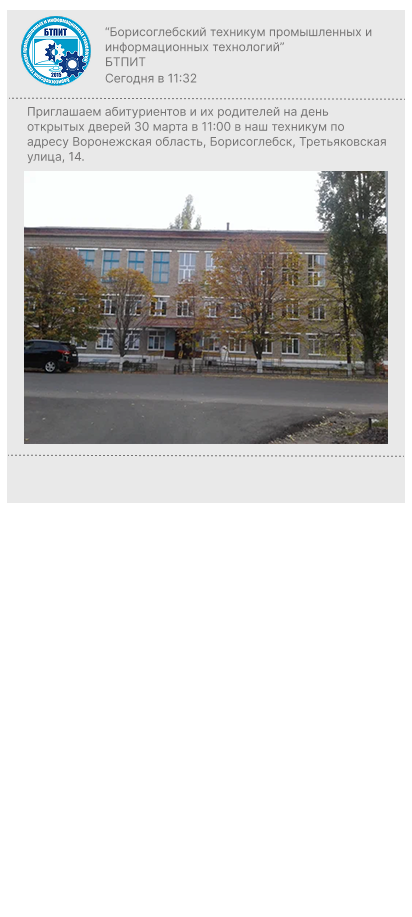 БТПИТ
2015
"Борисоглебский техникум промышленных и
информационных технологий"
БТПИТ
Сегодня в 11:32
Приглашаем абитуриентов и их родителей на день
открытых дверей 30 марта в 11:00 в наш техникум по
адресу Воронежская область, Борисоглебск, Третьяковская
улица, 14.